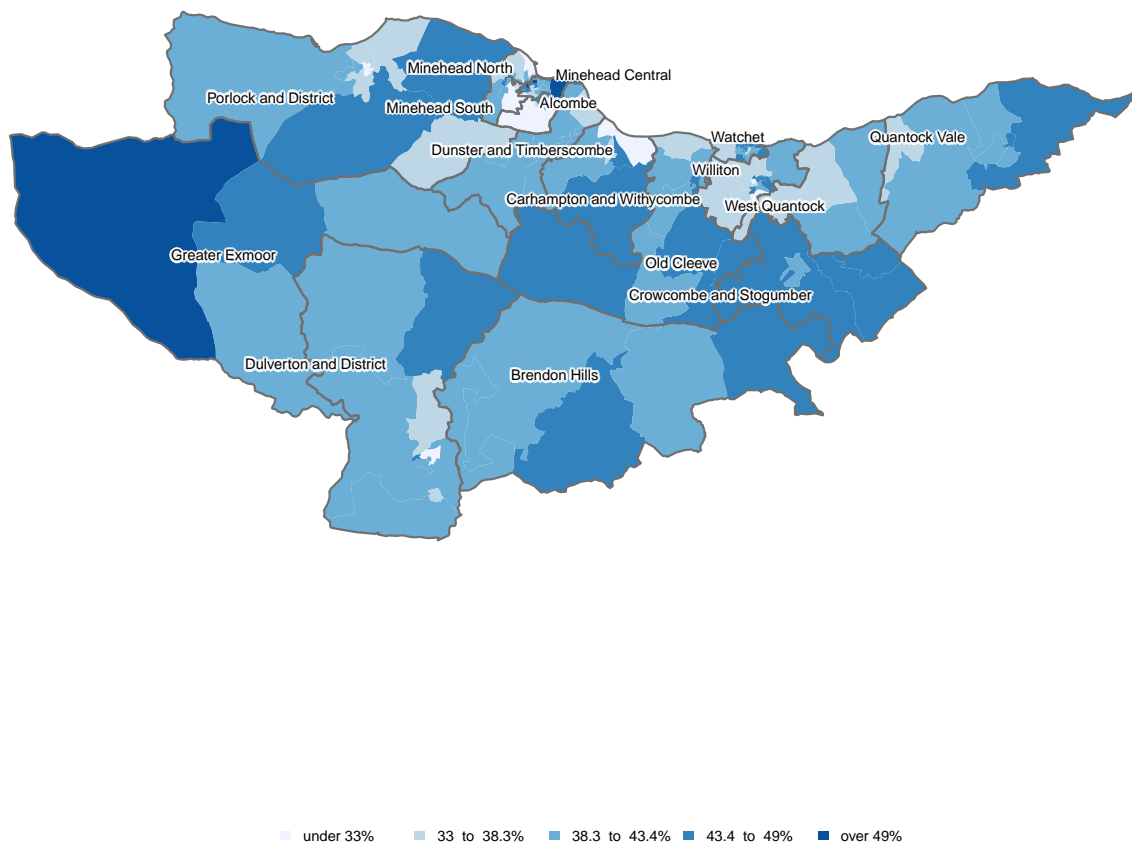 Minehead North
Minehead Central
Porlock and District
Minehead South
Alcombe
Watchet
Quantock Vale
Dunster and Timberscombe
Williton
Carhampton and Withycombe
West Quantock
Greater Exmoor
Old Cleeve
Crowcombe and Stogumber
Dulverton and District
Brendon Hills
under 33%
33 to 38.3%
38.3 to 43.4%
43.4 to 49%
over 49%